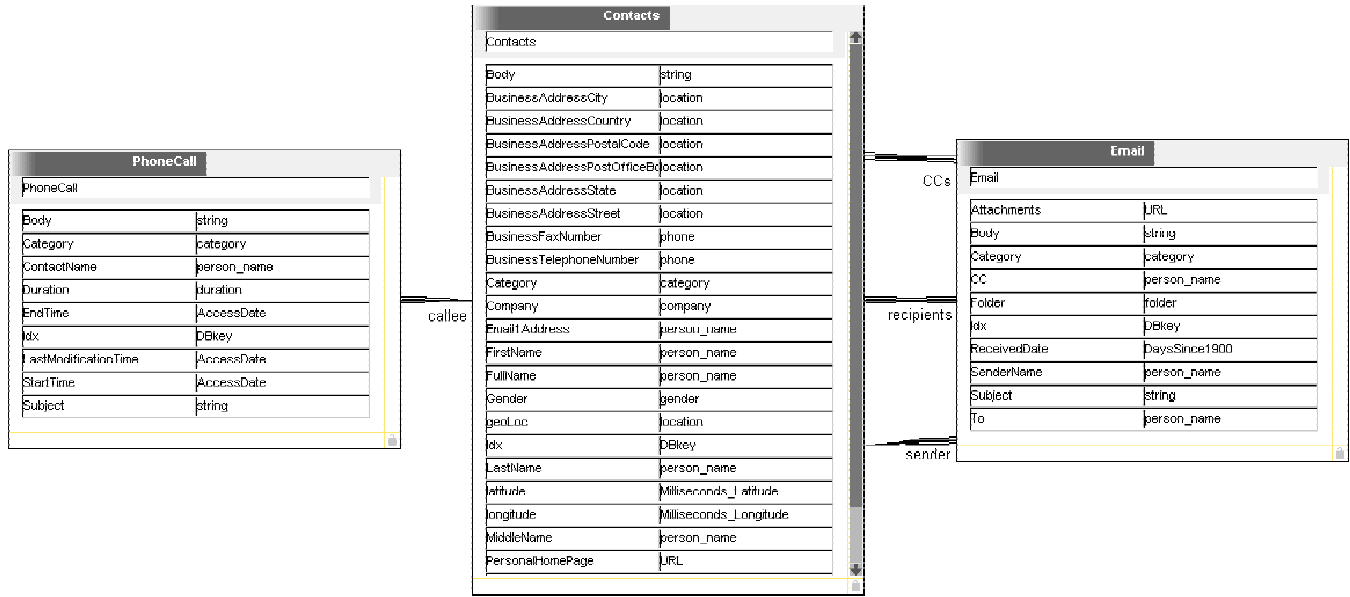 Contacts
Contacts
Body string
BusinessAddressCity location
BusinessAddressCountry location
BusinessAddressPostalCode location
BusinessAddressPostOfficeBo location
BusinessAddressState location
BusinessAddressStreet location
BusinessFaxNumber phone
BusinessTelephoneNumber phone
Category category
Company company
Email1Address person_name
FirstName person_name
FullName person_name
Gender gender
geoLoc location
Idx DBkey
LastName person_name
latitude Milliseconds_Latitude
longitude Milliseconds_Longitude
MiddleName person_name
PersonalHomePage URL
PhoneCall
PhoneCall
Body string
Category category
ContactName person_name
Duration duration
EndTime AccessDate
Idx DBkey
LastModificationTime AccessDate
StartTime AccessDate
Subject string
callee
CCs
recipients
sender
Email
Email
Attachments URL
Body string
Category category
CC person_name
Folder folder
Idx DBkey
ReceivedDate DaysSince1900
SenderName person_name
Subject string
To person_name